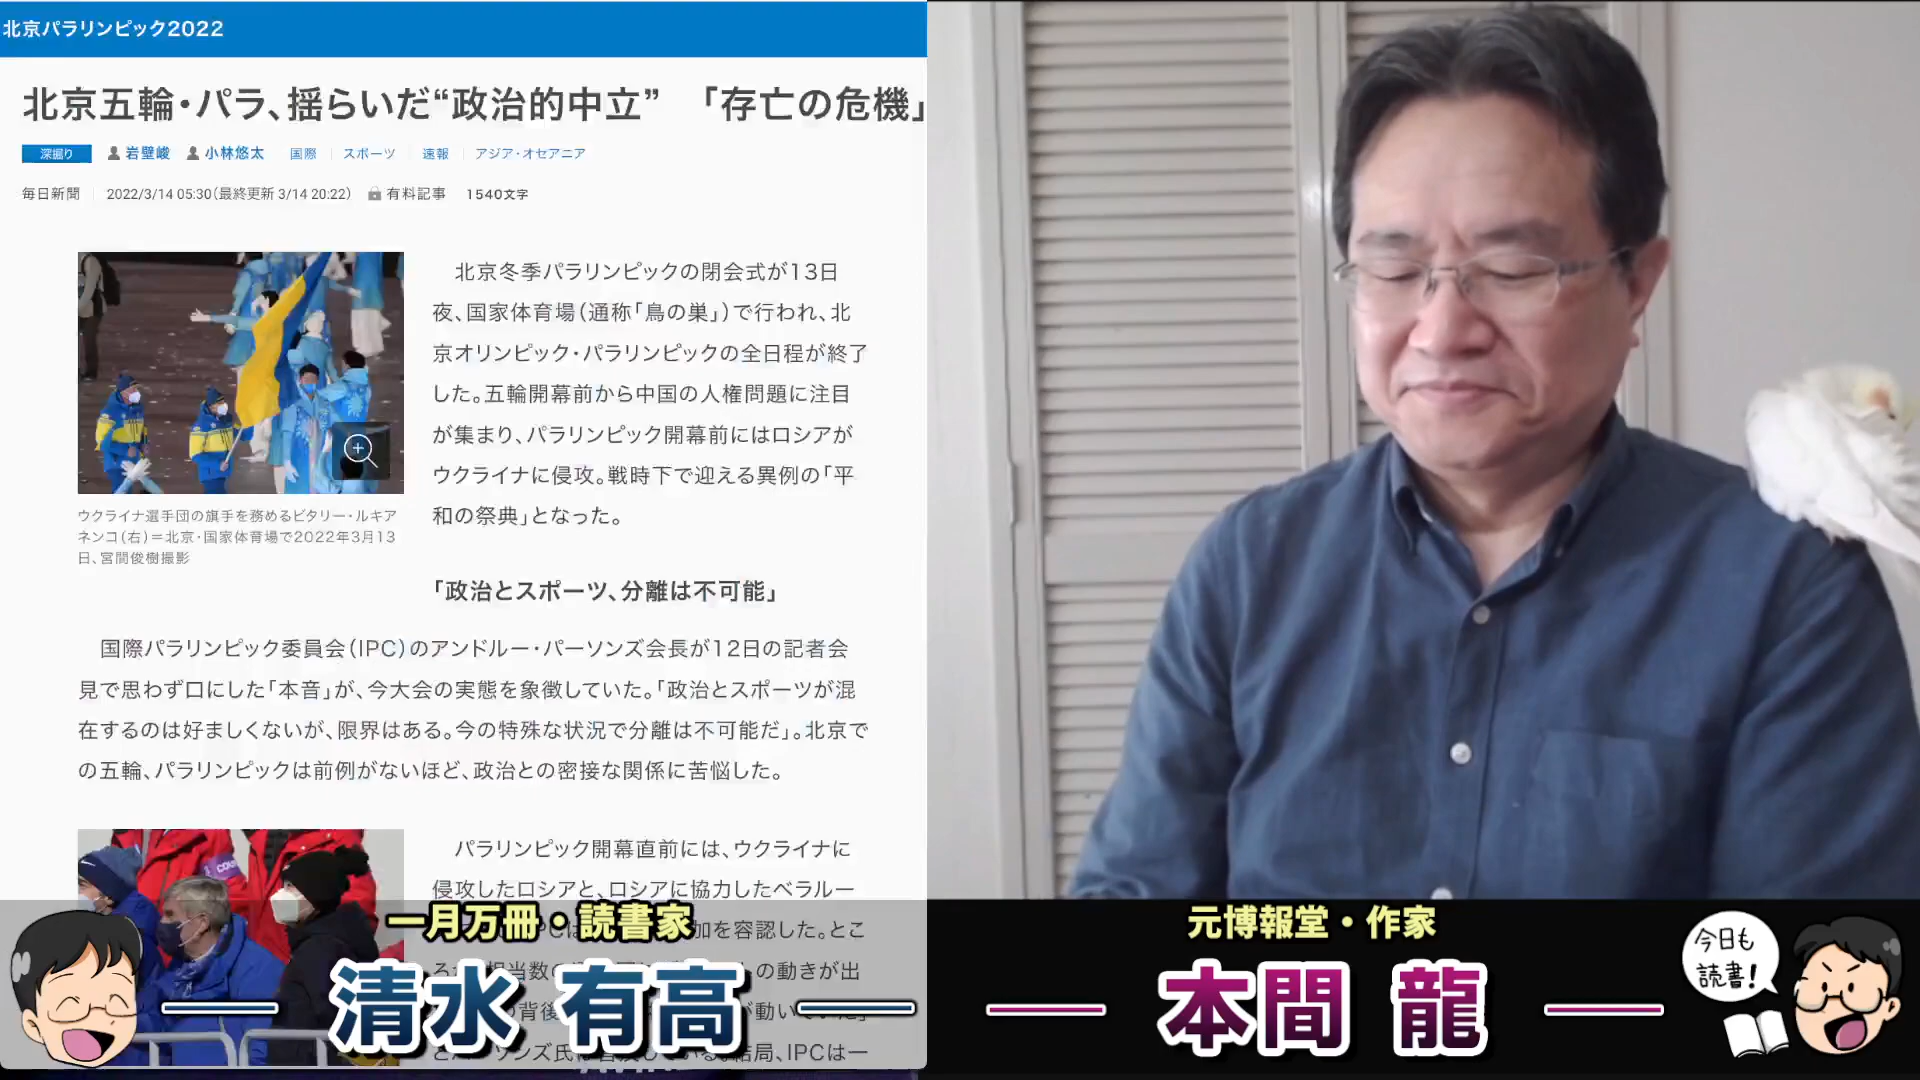 北京パラリンピック2022
北京五輪・パラ、揺らいだ“政治的中立” 「存亡の危機」
深掘り 岩壁峻 小林悠太 国際 スポーツ 速報 アジア・オセアニア
毎日新聞 2022/3/14 05:30(最終更新 3/14 20:22) 有料記事 1540文字
北京冬季パラリンピックの閉会式が13日
夜、国家体育場(通称「鳥の巣」)で行われ、北
京オリンピック・パラリンピックの全日程が終了
した。五輪開幕前から中国の人権問題に注目
が集まり、パラリンピック開幕前にはロシアが
ウクライナに侵攻。戦時下で迎える異例の「平
和の祭典」となった。
ウクライナ選手団の旗手を務めるビタリー・ルキア
ネンコ(右)=北京・国家体育場で2022年3月13
日、宮間俊樹撮影
「政治とスポーツ、分離は不可能」
国際パラリンピック委員会(IPC)のアンドルー・パーソンズ会長が12日の記者会
見で思わず口にした「本音」が、今大会の実態を象徴していた。「政治とスポーツが混
在するのは好ましくないが、限界はある。今の特殊な状況で分離は不可能だ」。北京で
の五輪、パラリンピックは前例がないほど、政治との密接な関係に苦悩した。
パラリンピック開幕直前には、ウクライナに
侵攻したロシアと、ロシアに協力したベラルー
加を容認した。とこ
相当数の
の動きが出
背後
が動いていた」
結局、IPCは一
一月万冊・読書家
清水 有高
元博報堂・作家
本間 龍
今日も
読書!